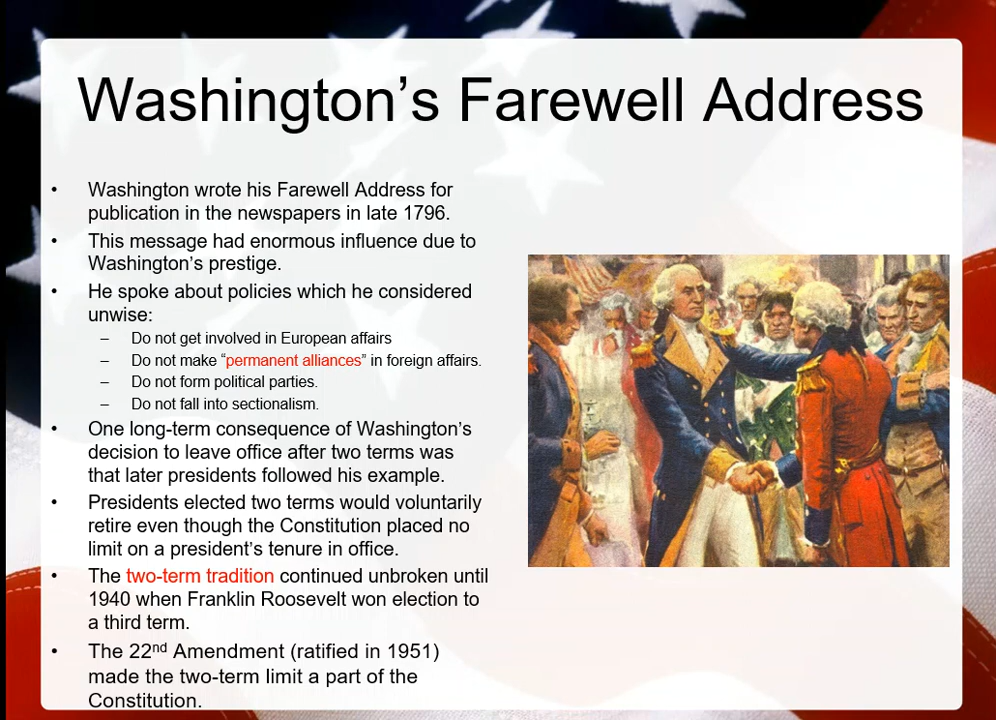 Washington’s Farewell Address
• Washington wrote his Farewell Address for
publication in the newspapers in late 1796.
• This message had enormous influence due to
Washington’s prestige.
• He spoke about policies which he considered
unwise:
– Do not get involved in European affairs
– Do not make “permanent alliances” in foreign affairs.
– Do not form political parties.
– Do not fall into sectionalism.
• One long-term consequence of Washington’s
decision to leave office after two terms was
that later presidents followed his example.
• Presidents elected two terms would voluntarily
retire even though the Constitution placed no
limit on a president’s tenure in office.
• The two-term tradition continued unbroken until
1940 when Franklin Roosevelt won election to
a third term.
• The 22nd Amendment (ratified in 1951)
made the two-term limit a part of the
Constitution.